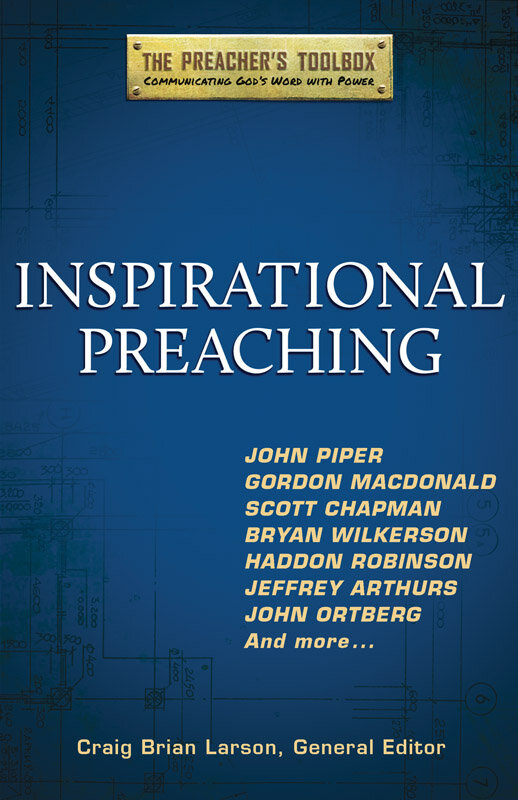 THE PREACHER'S TOOLBOX
COMMUNICATING GOD'S WORD WITH POWER
INSPIRATIONAL
PREACHING
JOHN PIPER
GORDON MACDONALD
SCOTT CHAPMAN
BRYAN WILKERSON
HADDON ROBINSON
JEFFREY ARTHURS
JOHN ORTBERG
And more...
Craig Brian Larson, General Editor